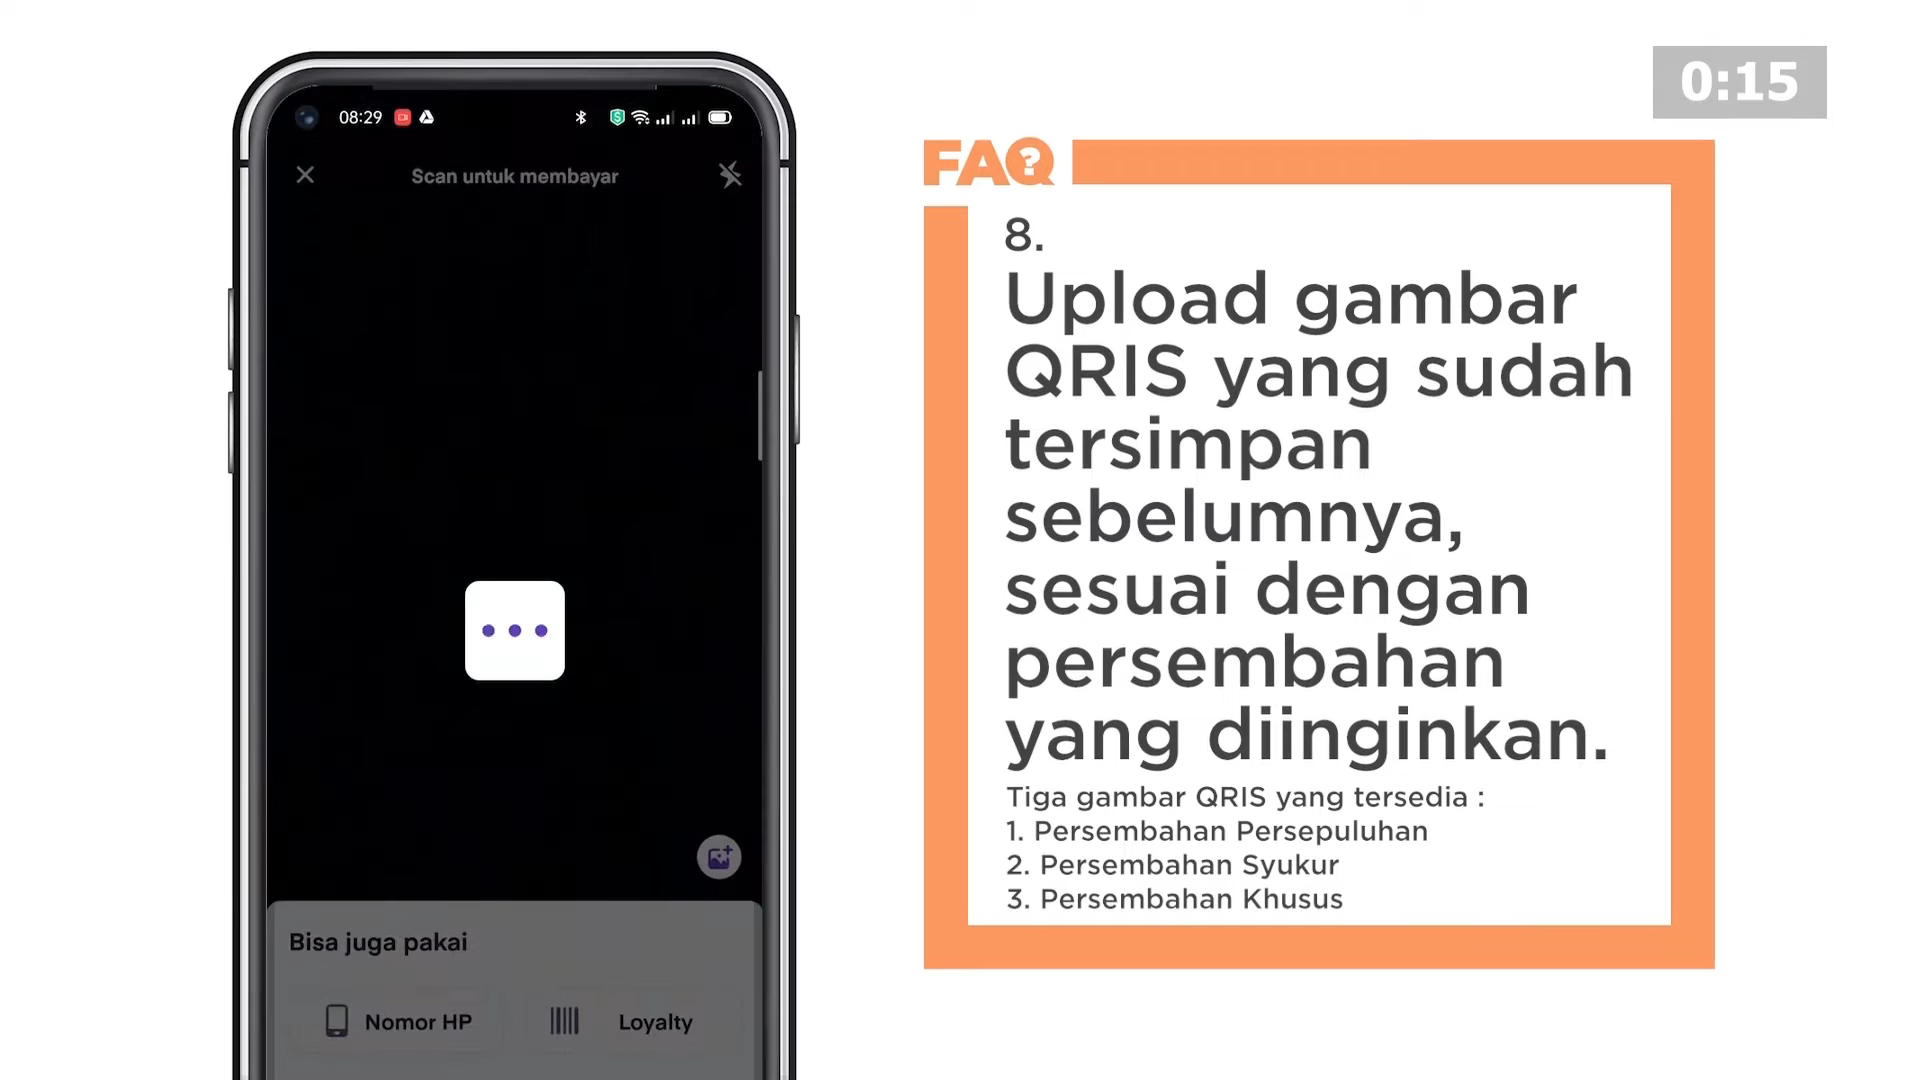 0:15
08:29
Scan untuk membayar
Bisa juga pakai
Nomor HP
Loyalty
FAQ
8.
Upload gambar
QRIS yang sudah
tersimpan
sebelumnya,
sesuai dengan
persembahan
yang diinginkan.
Tiga gambar QRIS yang tersedia :
1. Persembahan Persepuluhan
2. Persembahan Syukur
3. Persembahan Khusus